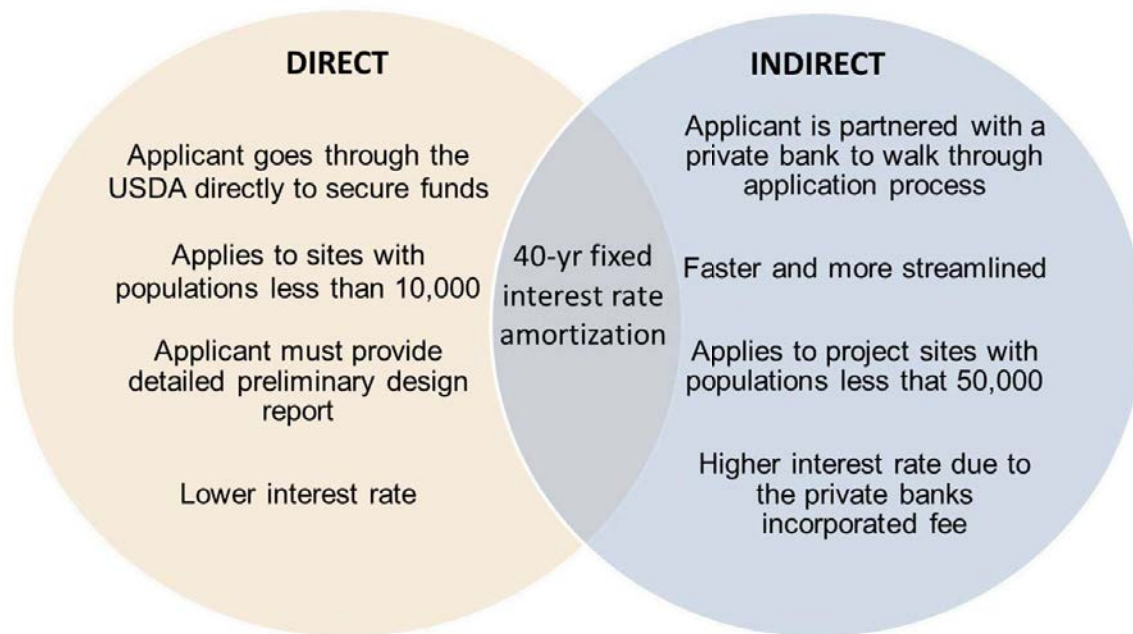 DIRECT
Applicant goes through the
USDA directly to secure funds
Applies to sites with
populations less than 10,000
Applicant must provide
detailed preliminary design
report
Lower interest rate
40-yr fixed
interest rate
amortization
INDIRECT
Applicant is partnered with a
private bank to walk through
application process
Faster and more streamlined
Applies to project sites with
populations less that 50,000
Higher interest rate due to
the private banks
incorporated fee